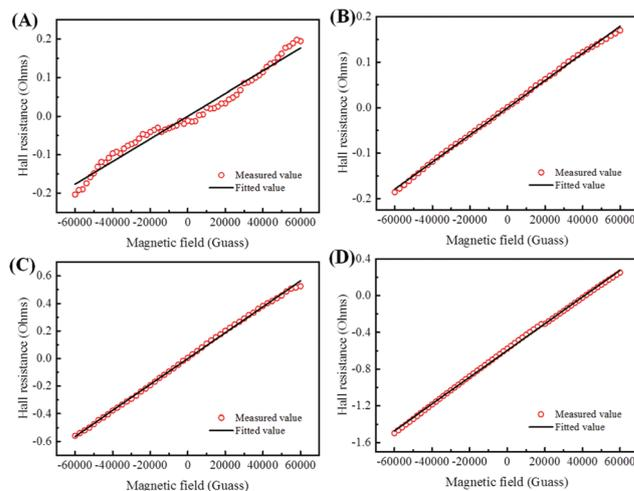 (A)
0.2
0.1
0.0
-0.1
-0.2
Hall resistance (Ohms)
Measured value
Fitted value
-60000 -40000 -20000 0 20000 40000 60000
Magnetic field (Guass)
(B)
0.2
0.1
0.0
-0.1
-0.2
Hall resistance (Ohms)
Measured value
Fitted value
-60000 -40000 -20000 0 20000 40000 60000
Magnetic field (Guass)
(C)
0.6
0.4
0.2
0.0
-0.2
-0.4
-0.6
Hall resistance (Ohms)
Measured value
Fitted value
-60000 -40000 -20000 0 20000 40000 60000
Magnetic field (Guass)
(D)
0.4
0.0
-0.4
-0.8
-1.2
-1.6
Hall resistance (Ohms)
Measured value
Fitted value
-60000 -40000 -20000 0 20000 40000 60000
Magnetic field (Guass)